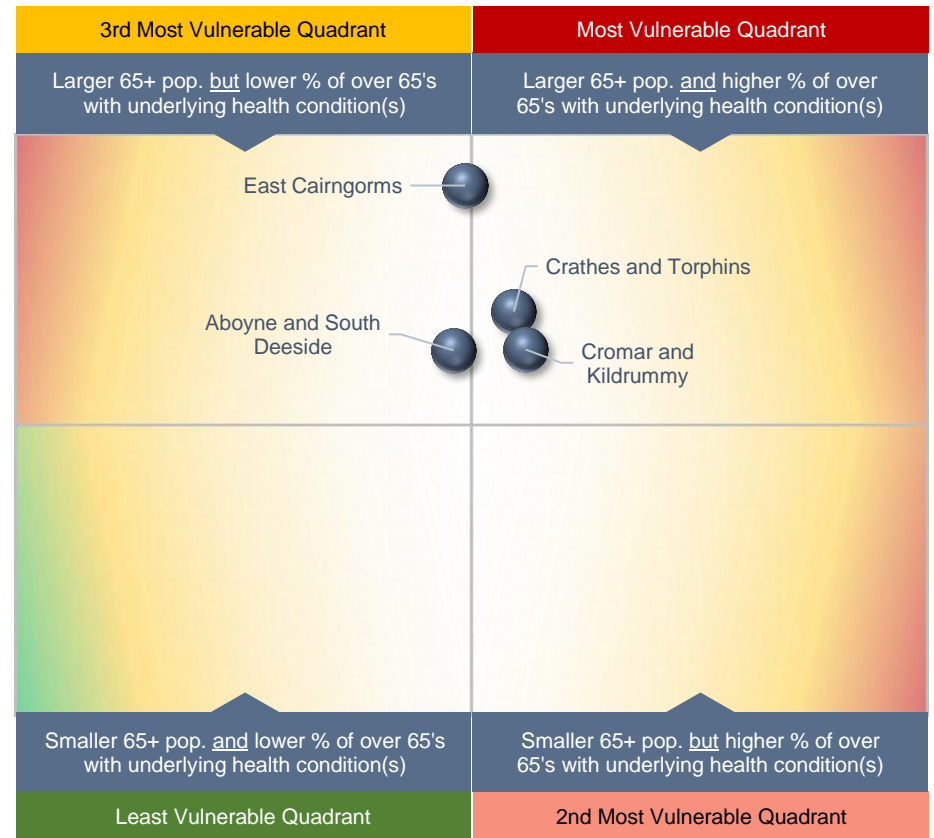 3rd Most Vulnerable Quadrant
Most Vulnerable Quadrant
Larger 65+ pop. but lower % of over 65's
with underlying health condition(s)
Larger 65+ pop. and higher % of over
65's with underlying health condition(s)
East Cairngorms
Crathes and Torphins
Aboyne and South
Deeside
Cromar and
Kildrummy
Smaller 65+ pop. and lower % of over 65's
with underlying health condition(s)
Smaller 65+ pop. but higher % of over
65's with underlying health condition(s)
Least Vulnerable Quadrant
2nd Most Vulnerable Quadrant